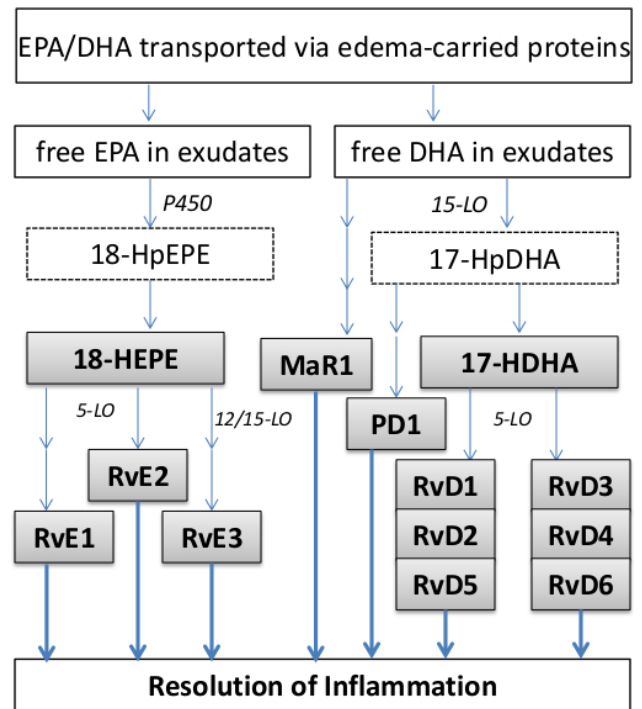 EPA/DHA transported via edema-carried proteins
free EPA in exudates
free DHA in exudates
P450
15-LO
18-HpEPE
17-HpDHA
18-HEPE
MaR1
17-HDHA
5-LO
12/15-LO
PD1
5-LO
RvE2
RvD1
RvD3
RvE1
RvE3
RvD2
RvD4
RvD5
RvD6
Resolution of Inflammation